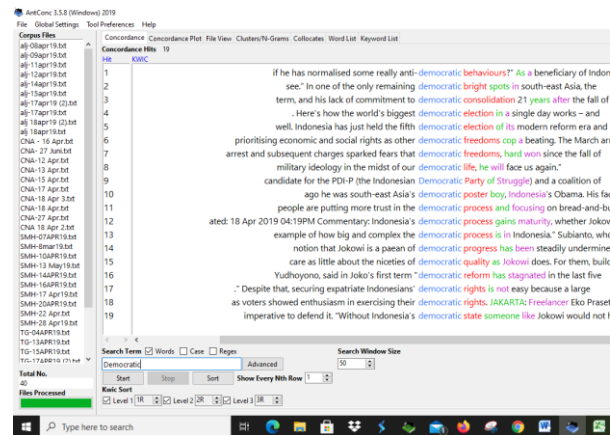 AntConc 3.5.8 (Windows) 2019
File Global Settings Tool Preferences Help
Corpus Files
alj-08apr19.txt
alj-09apr19.txt
alj-11apr19.txt
alj-12apr19.txt
alj-14apr19.txt
alj-15apr19.txt
alj-17apr19 (2).txt
alj-17apr19.txt
alj 18apr19 (2).txt
alj 18apr19.txt
CNA - 16 Apr.txt
CNA- 27 Juni.txt
CNA-12 Apr.txt
CNA-13 Apr.txt
CNA-15 Apr.txt
CNA-17 Apr.txt
CNA-18 Apr 3.txt
CNA-18 Apr.txt
CNA-27 Apr.txt
CNA 18 Apr 2.txt
SMH-07APR19.txt
SMH-8mar19.txt
SMH-10APR19.txt
SMH-13 May19.txt
SMH-14APR19.txt
SMH-16APR19.txt
SMH-17 Apr19.txt
SMH-20APR19.txt
SMH-22 Apr.txt
SMH-28 Apr19.txt
TG-04APR19.txt
TG-13APR19.txt
TG-15APR19.txt
TG-17APR19 (2).txt
Total No.
40
Files Processed
Concordance Concordance Plot File View Clusters/N-Grams Collocates Word List Keyword List
Concordance Hits 19
Hit KWIC
1 if he has normalised some really anti-democratic behaviours?" As a beneficiary of Indon
2 see." In one of the only remaining democratic bright spots in south-east Asia, the
3 term, and his lack of commitment to democratic consolidation 21 years after the fall of
4 . Here's how the world's biggest democratic election in a single day works – and
5 well. Indonesia has just held the fifth democratic election of its modern reform era and
6 prioritising economic and social rights as other democratic freedoms cop a beating. The March arr
7 arrest and subsequent charges sparked fears that democratic freedoms, hard won since the fall of
8 military ideology in the midst of our democratic life, he will face us again."
9 candidate for the PDI-P (the Indonesian Democratic Party of Struggle) and a coalition of
10 ago he was south-east Asia's democratic poster boy, Indonesia's Obama. His fac
11 people are putting more trust in the democratic process and focusing on bread-and-bu
12 ated: 18 Apr 2019 04:19PM Commentary: Indonesia's democratic process gains maturity, whether Jokow
13 example of how big and complex the democratic process is in Indonesia." Subianto, who
14 notion that Jokowi is a paean of democratic progress has been steadily undermine
15 care as little about the niceties of democratic quality as Jokowi does. For them, build
16 Yudhoyono, said in Joko's first term "democratic reform has stagnated in the last five
17 ." Despite that, securing expatriate Indonesians' democratic rights is not easy because a large
18 as voters showed enthusiasm in exercising their democratic rights. JAKARTA: Freelancer Eko Praset
19 imperative to defend it. "Without Indonesia's democratic state someone like Jokowi would not h
Search Term Words Case Regex Search Window Size
Democratic Advanced 50
Start Stop Sort Show Every Nth Row 1
Kwic Sort
Level 1 1R Level 2 2R Level 3 3R
Type here to search